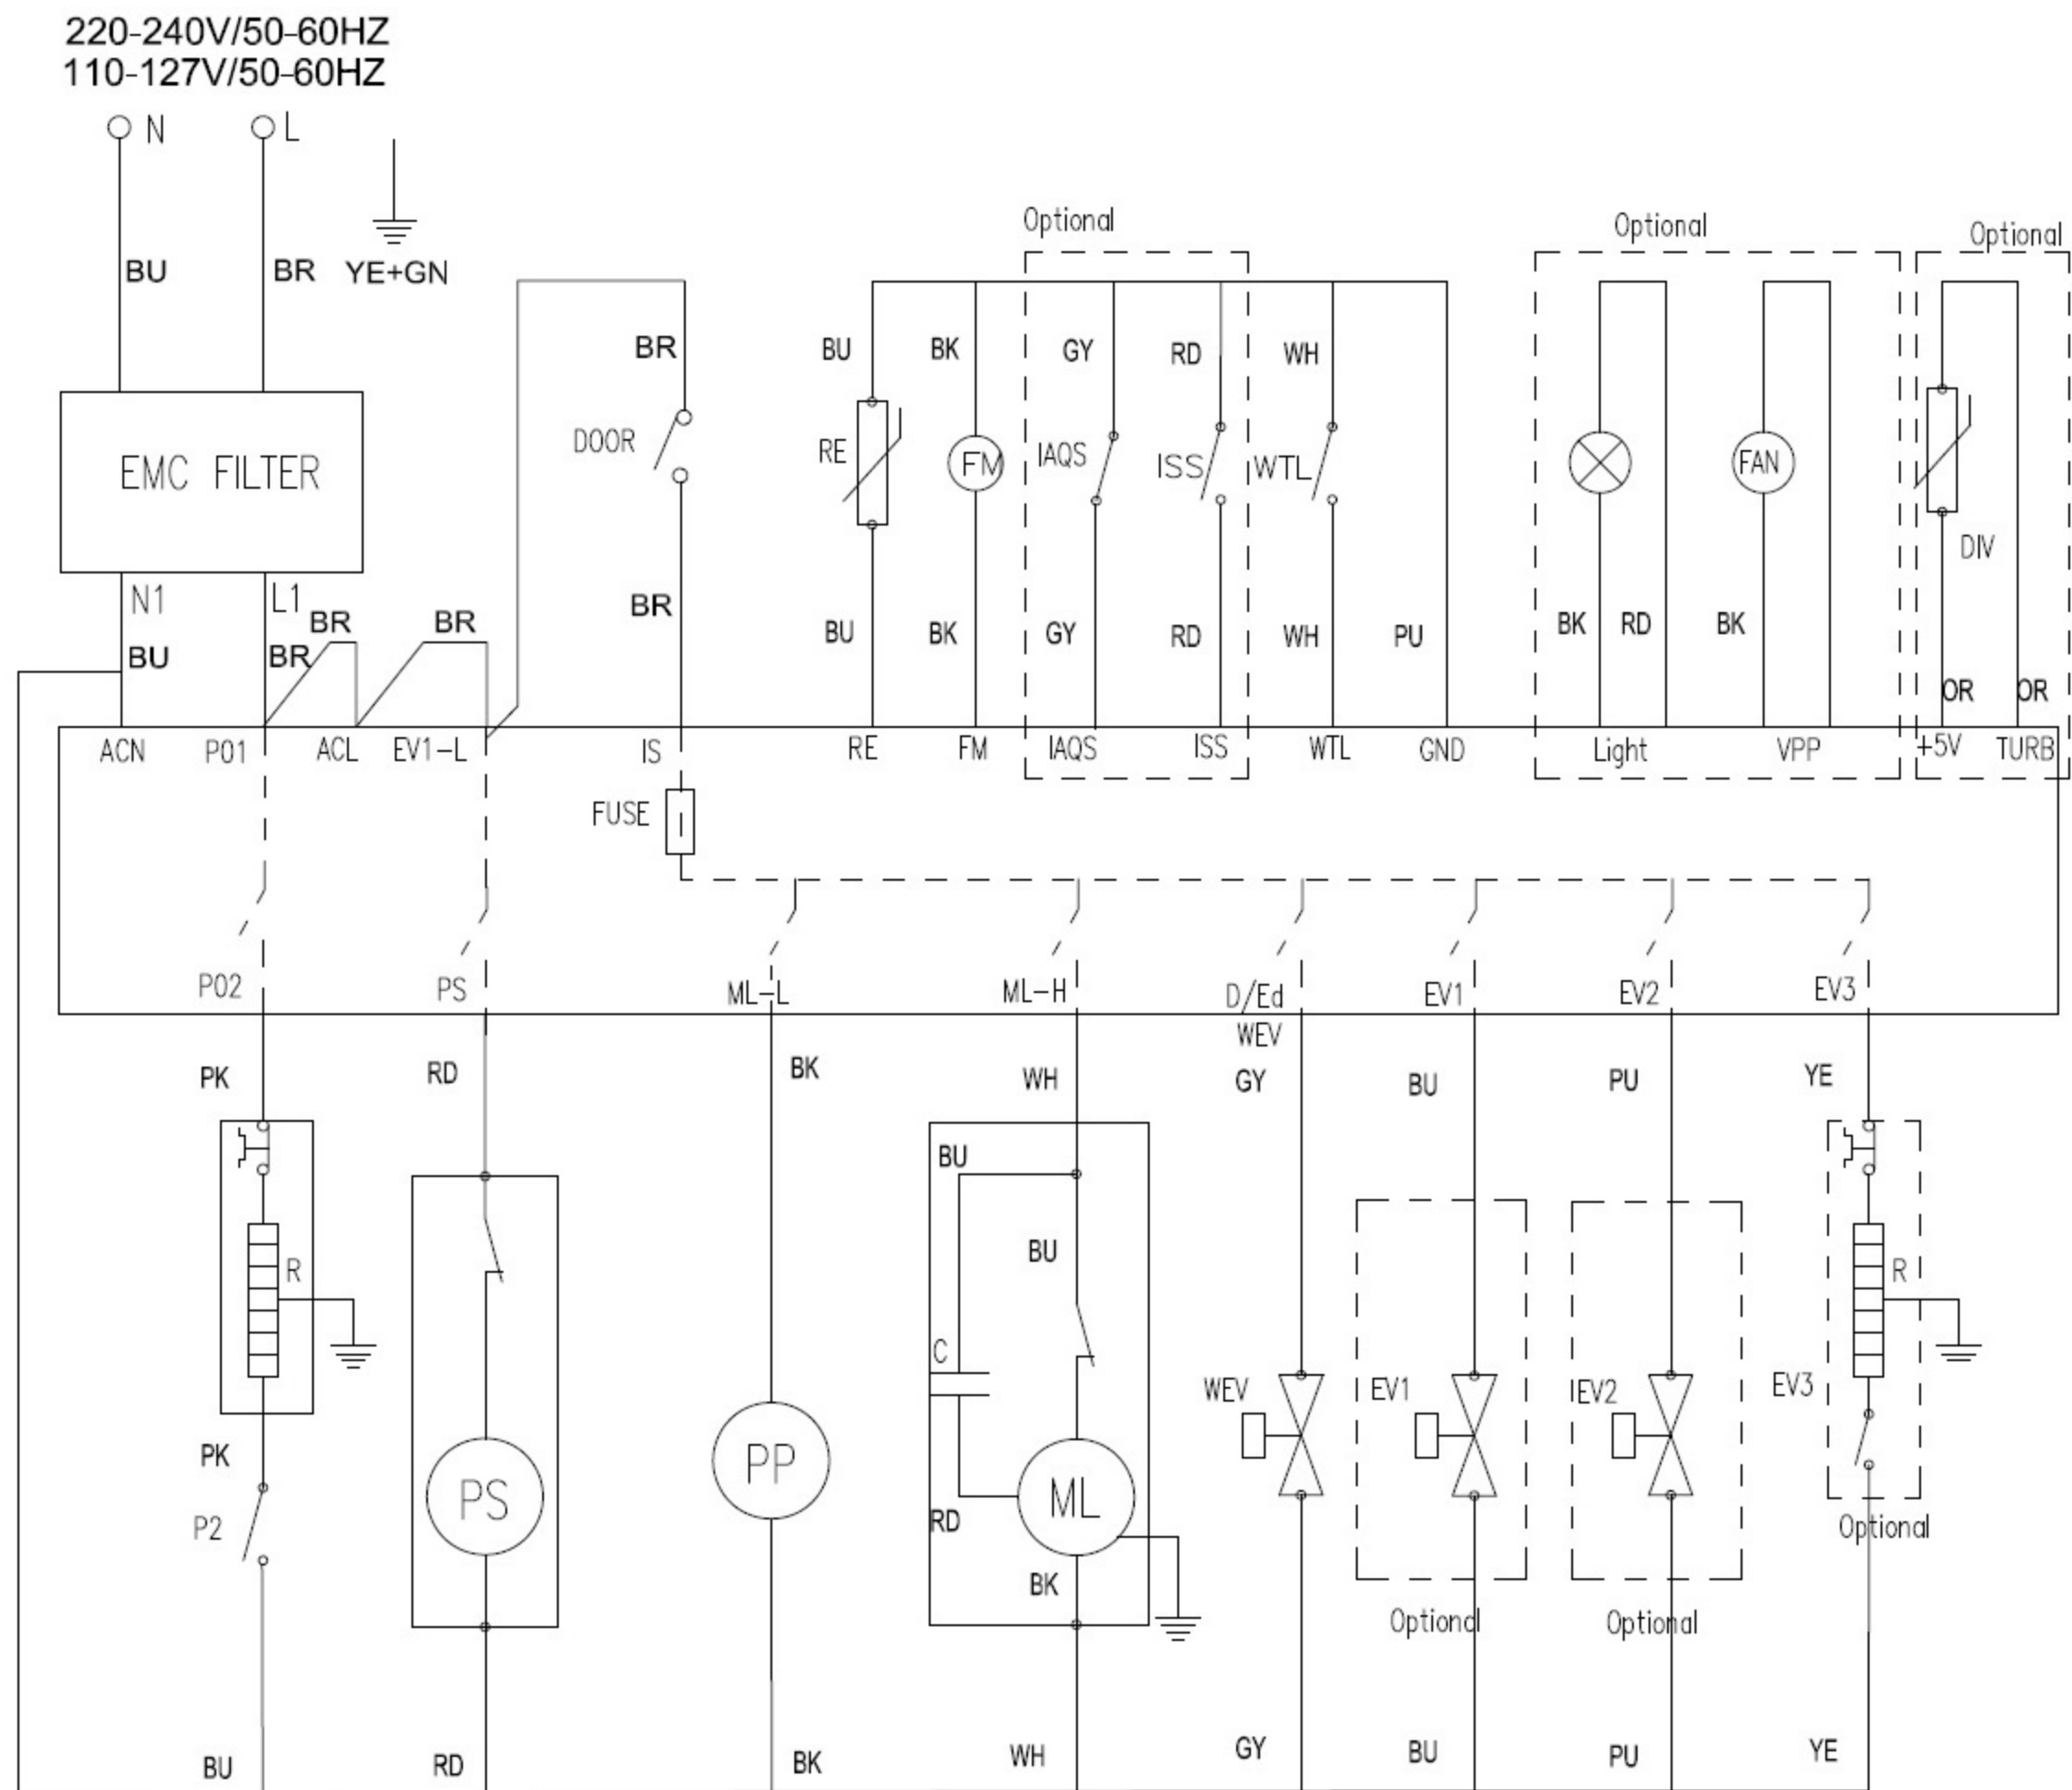 220-240V/50-60HZ
110-127V/50-60HZ
N L
Optional Optional Optional
BU BR YE+GN
BR BU BK GY RD WH
DOOR RE FM IAQS ISS WTL FAN
EMC FILTER
DIV
N1 L1 BR BR BR BU BK GY RD WH PU BK RD BK
BU BR OR OR
ACN P01 ACL EV1-L IS RE FM IAQS ISS WTL GND Light VPP +5V TURB
FUSE
P02 PS ML-L ML-H D/Ed EV1 EV2 EV3
WEV
PK RD BK WH GY BU PU YE
BU
BU
R R
C
WEV EV1 EV2 EV3
PK PS PP ML
P2 RD Optional
BK
Optional Optional
BU RD BK WH GY BU PU YE